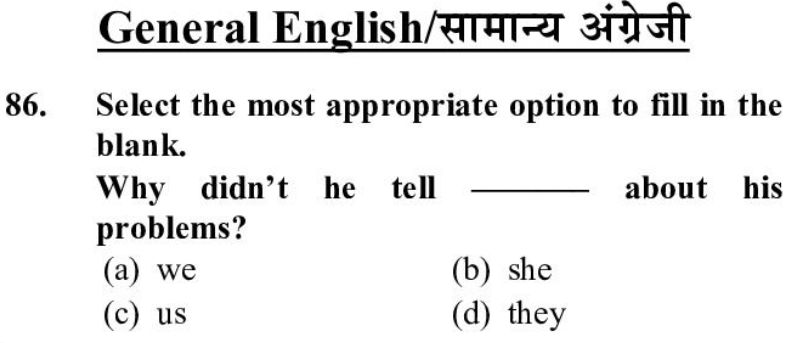 General English/सामान्य अंग्रेजी
86. Select the most appropriate option to fill in the
blank.
Why didn't he tell ________ about his
problems?
(a) we (b) she
(c) us (d) they